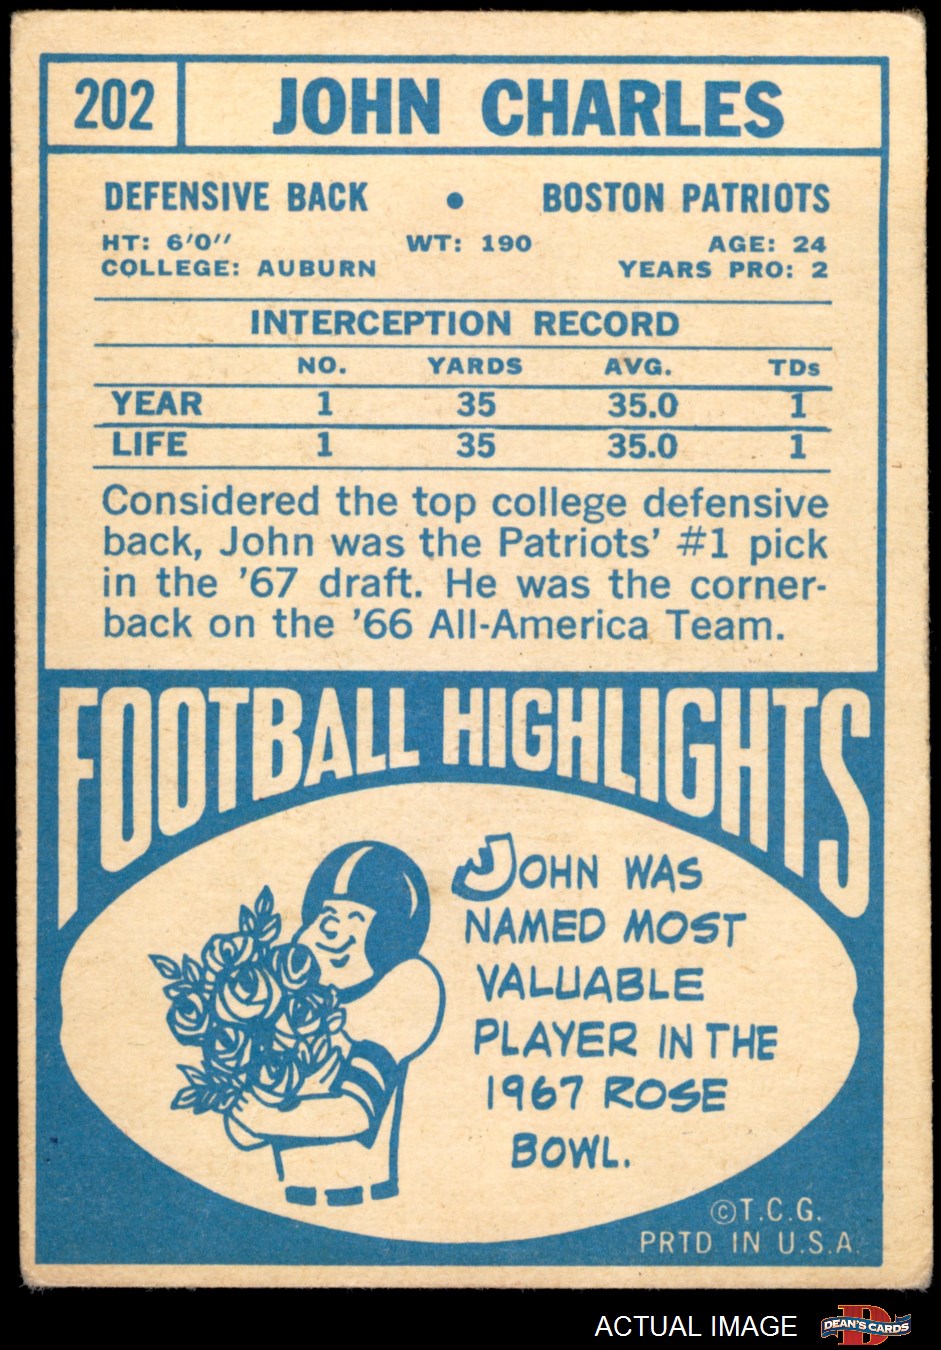 202 JOHN CHARLES
DEFENSIVE BACK • BOSTON PATRIOTS
HT: 6'0'' WT: 190 AGE: 24
COLLEGE: AUBURN YEARS PRO: 2
INTERCEPTION RECORD
NO. YARDS AVG. TDs
YEAR 1 35 35.0 1
LIFE 1 35 35.0 1
Considered the top college defensive
back, John was the Patriots' #1 pick
in the '67 draft. He was the corner-
back on the '66 All-America Team.
FOOTBALL HIGHLIGHTS
JOHN WAS
NAMED MOST
VALUABLE
PLAYER IN THE
1967 ROSE
BOWL.
©T.C.G.
PRTD IN U.S.A.
ACTUAL IMAGE
D
DEAN'S CARDS